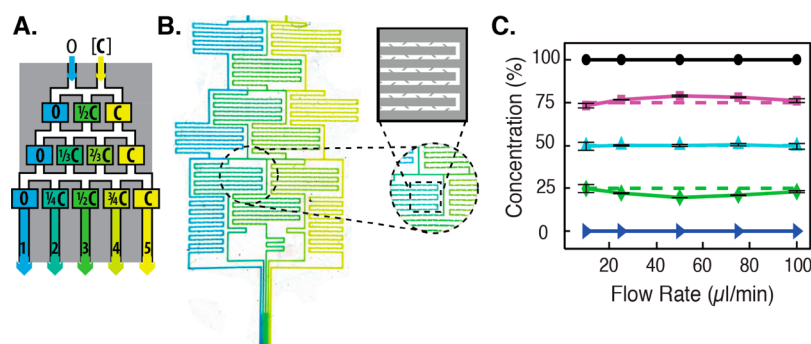 A.
0 [C]
0 ½C C
0 ⅓C ⅔C C
0 ¼C ½C ¾C C
1 2 3 4 5
B.
C.
Concentration (%)
100
75
50
25
0
20 40 60 80 100
Flow Rate (µl/min)